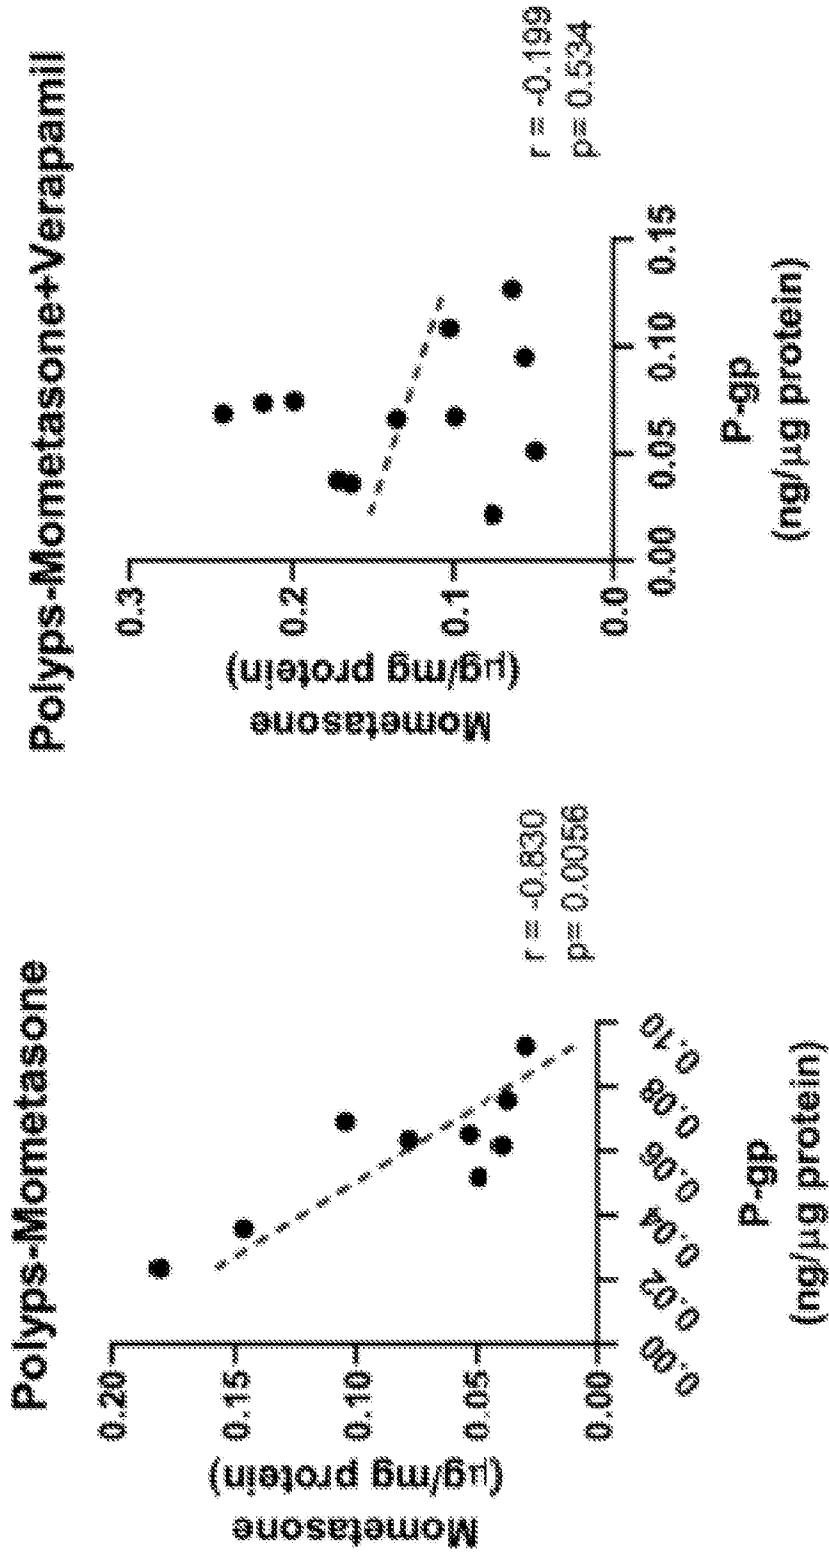 Polyps-Mometasone
Mometasone
(µg/mg protein)
0.20
0.15
0.10
0.05
0.00
0.00
0.02
0.04
0.06
0.08
0.10
P-gp
(ng/µg protein)
r = -0.830
p= 0.0056
Polyps-Mometasone+Verapamill
Mometasone
(µg/mg protein)
0.3
0.2
0.1
0.0
0.00
0.05
0.10
0.15
P-gp
(ng/µg protein)
r = -0.199
p= 0.534